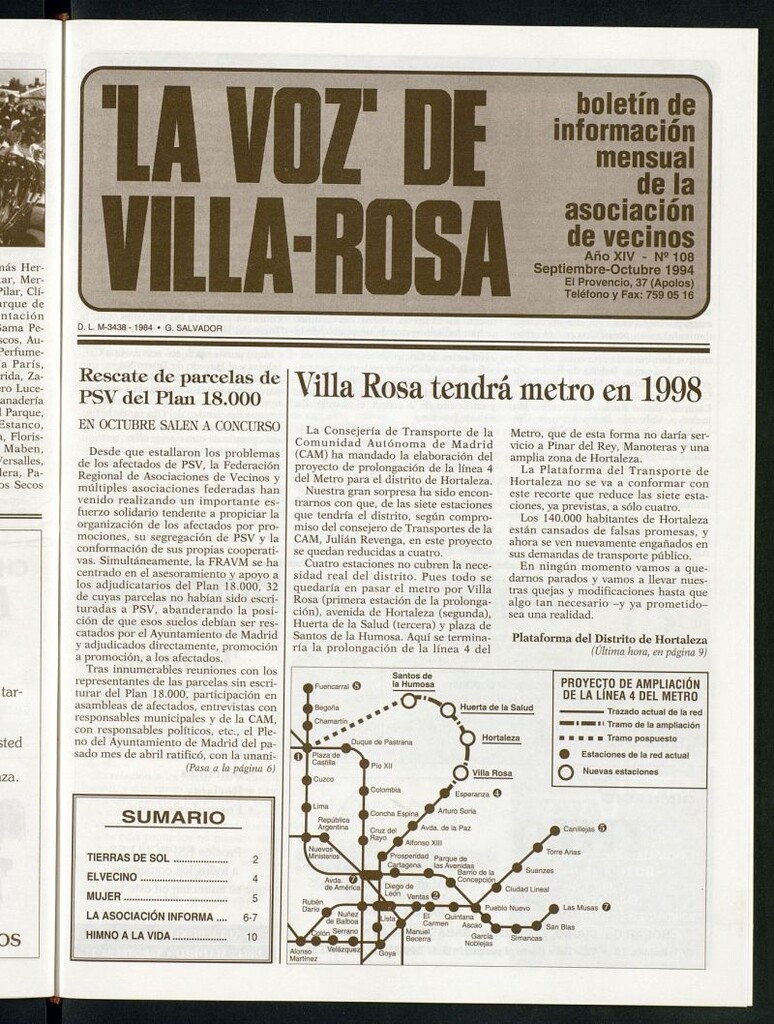 'LA VOZ' DE
VILLA-ROSA
boletín de
información
mensual
de la
asociación
de vecinos
Año XIV - Nº 108
Septiembre-Octubre 1994
El Provencio, 37 (Apolos)
Teléfono y Fax: 759 05 16
D. L. M-3438 - 1984 • G. SALVADOR
Rescate de parcelas de
PSV del Plan 18.000
EN OCTUBRE SALEN A CONCURSO
Desde que estallaron los problemas
de los afectados de PSV, la Federación
Regional de Asociaciones de Vecinos y
múltiples asociaciones federadas han
venido realizando un importante es-
fuerzo solidario tendente a propiciar la
organización de los afectados por pro-
mociones, su segregación de PSV y la
conformación de sus propias cooperati-
vas. Simultáneamente, la FRAVM se ha
centrado en el asesoramiento y apoyo a
los adjudicatarios del Plan 18.000, 32
de cuyas parcelas no habían sido escri-
turadas a PSV, abanderando la posi-
ción de que esos suelos debían ser res-
catados por el Ayuntamiento de Madrid
y adjudicados directamente, promoción
a promoción, a los afectados.
Tras innumerables reuniones con los
representantes de las parcelas sin escri-
turar del Plan 18.000, participación en
asambleas de afectados, entrevistas con
responsables municipales y de la CAM,
con responsables políticos, etc., el Ple-
no del Ayuntamiento de Madrid del pa-
sado mes de abril ratificó, con la unani-
(Pasa a la página 6)
SUMARIO
TIERRAS DE SOL ................ 2
ELVECINO ........................... 4
MUJER ................................. 5
LA ASOCIACIÓN INFORMA .... 6-7
HIMNO A LA VIDA ................ 10
Villa Rosa tendrá metro en 1998
La Consejería de Transporte de la
Comunidad Autónoma de Madrid
(CAM) ha mandado la elaboración del
proyecto de prolongación de la línea 4
del Metro para el distrito de Hortaleza.
Nuestra gran sorpresa ha sido encon-
trarnos con que, de las siete estaciones
que tendría el distrito, según compro-
miso del consejero de Transportes de la
CAM, Julián Revenga, en este proyecto
se quedan reducidas a cuatro.
Cuatro estaciones no cubren la nece-
sidad real del distrito. Pues todo se
quedaría en pasar el metro por Villa
Rosa (primera estación de la prolonga-
ción), avenida de Hortaleza (segunda),
Huerta de la Salud (tercera) y plaza de
Santos de la Humosa. Aquí se termina-
ría la prolongación de la línea 4 del
Metro, que de esta forma no daría ser-
vicio a Pinar del Rey, Manoteras y una
amplia zona de Hortaleza.
La Plataforma del Transporte de
Hortaleza no se va a conformar con
este recorte que reduce las siete esta-
ciones, ya previstas, a sólo cuatro.
Los 140.000 habitantes de Hortaleza
están cansados de falsas promesas, y
ahora se ven nuevamente engañados en
sus demandas de transporte público.
En ningún momento vamos a que-
darnos parados y vamos a llevar nues-
tras quejas y modificaciones hasta que
algo tan necesario –y ya prometido–
sea una realidad.
Plataforma del Distrito de Hortaleza
(Última hora, en página 9)
PROYECTO DE AMPLIACIÓN
DE LA LÍNEA 4 DEL METRO
Trazado actual de la red
Tramo de la ampliación
Tramo pospuesto
Estaciones de la red actual
Nuevas estaciones
Santos de
la Humosa
Huerta de la Salud
Hortaleza
Villa Rosa
Fuencarral 8
Begoña
Chamartín
1
Plaza de
Castilla
Duque de Pastrana
Pío XII
Cuzco
Colombia
Lima
Concha Espina
República
Argentina
Cruz del
Rayo
Nuevos
Ministerios
Esperanza 4
Arturo Soria
Avda. de la Paz
Alfonso XIII
Prosperidad
Cartagena
Parque de
las Avenidas
Barrio de la
Concepción
Avda.
de América
7
Diego de
León
Ventas 2
Canillejas 5
Torre Arias
Suanzes
Ciudad Lineal
Pueblo Nuevo
Rubén
Darío
Nuñez
de Balboa
Lista
Manuel
Becerra
El
Carmen
Quintana
Ascao
García
Noblejas
Simancas
San Blas
Las Musas 7
Alonso
Martínez
Colón
Serrano
Velázquez
Goya